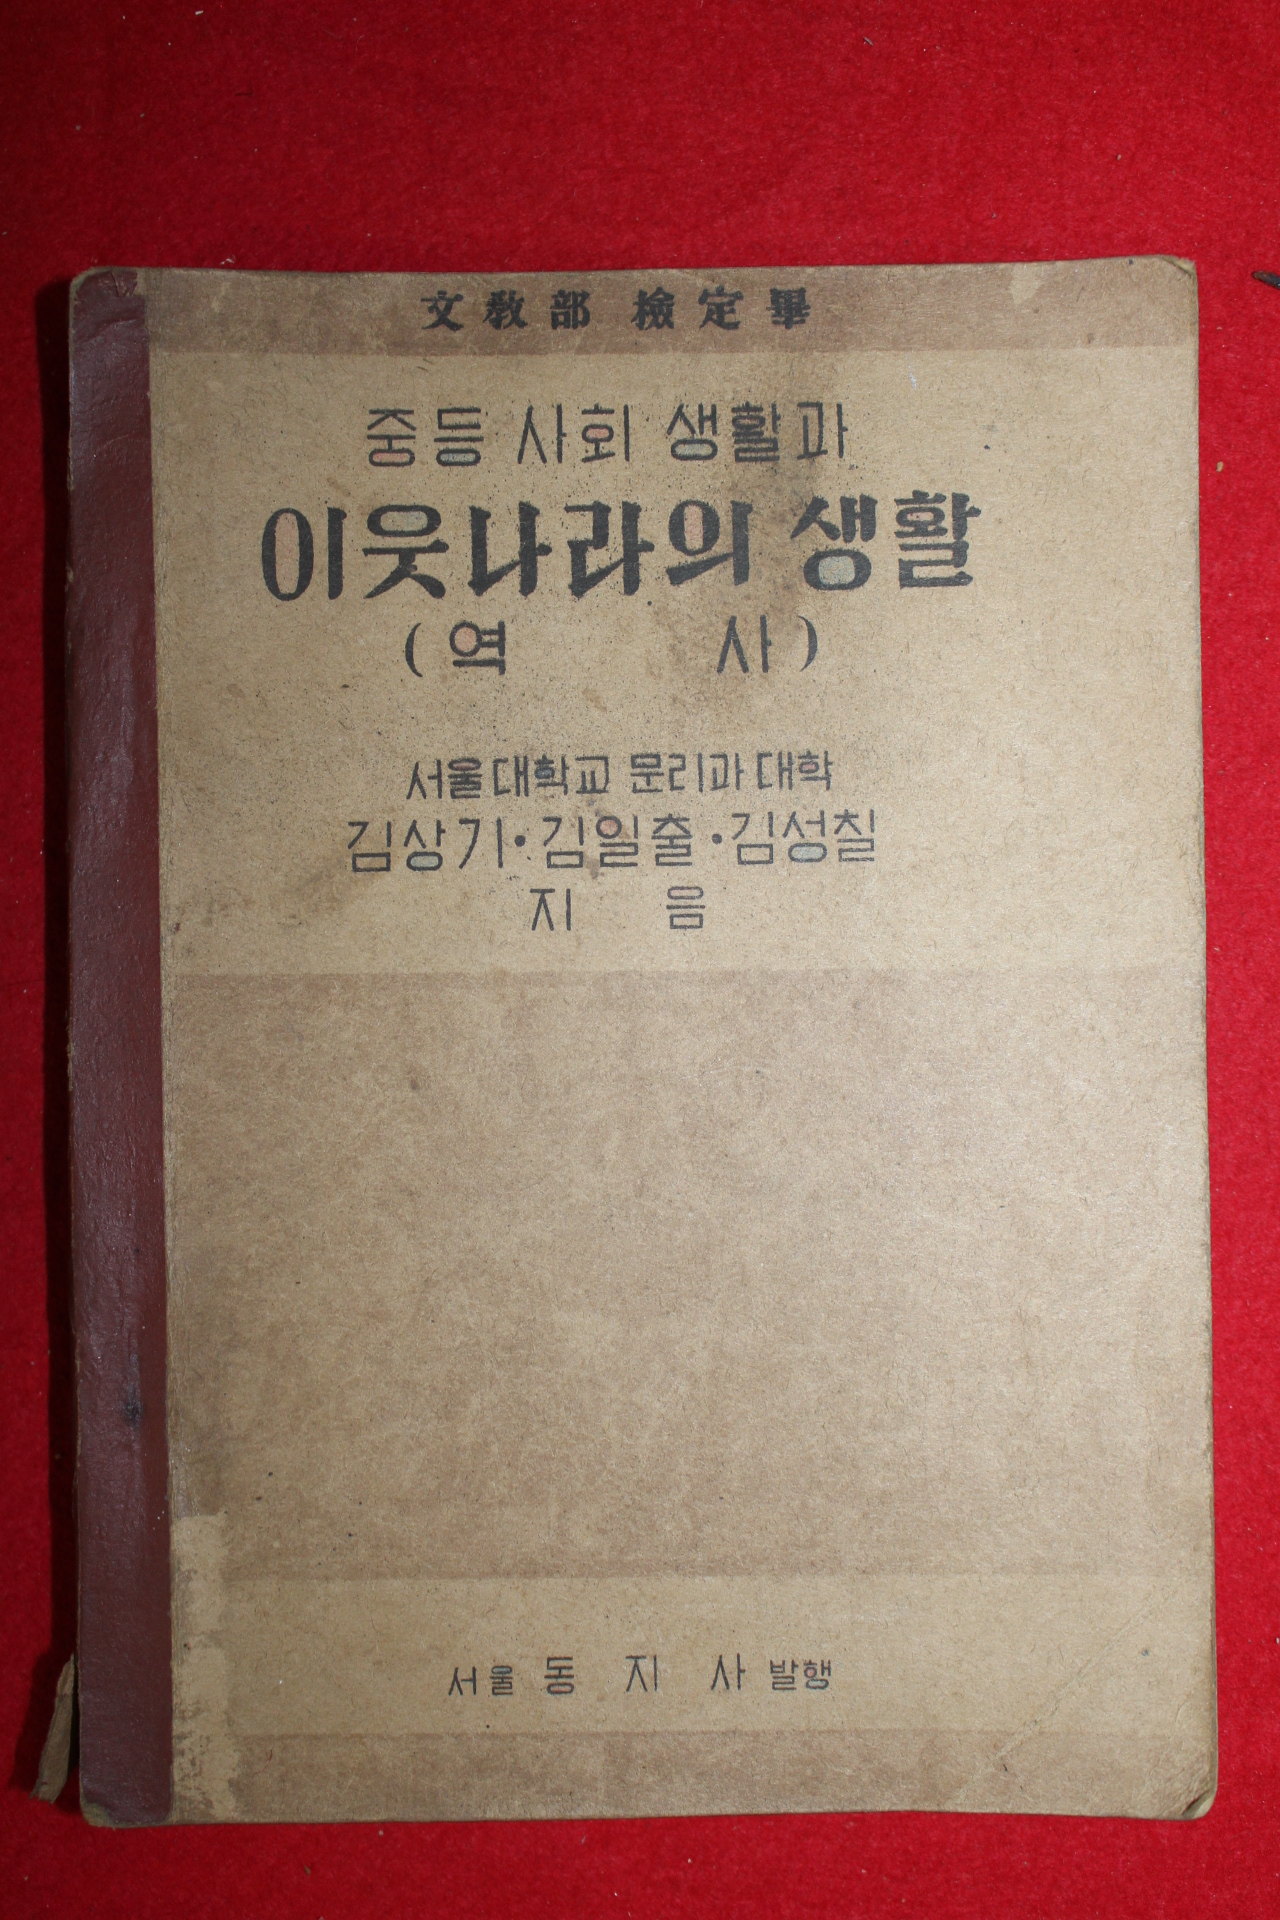 文敎部 檢定畢
중등 사회 생활과
이웃나라의 생활
(역 사)
서울대학교 문리과대학
김상기·김일출·김성칠
지 음
서울 동 지 사 발행